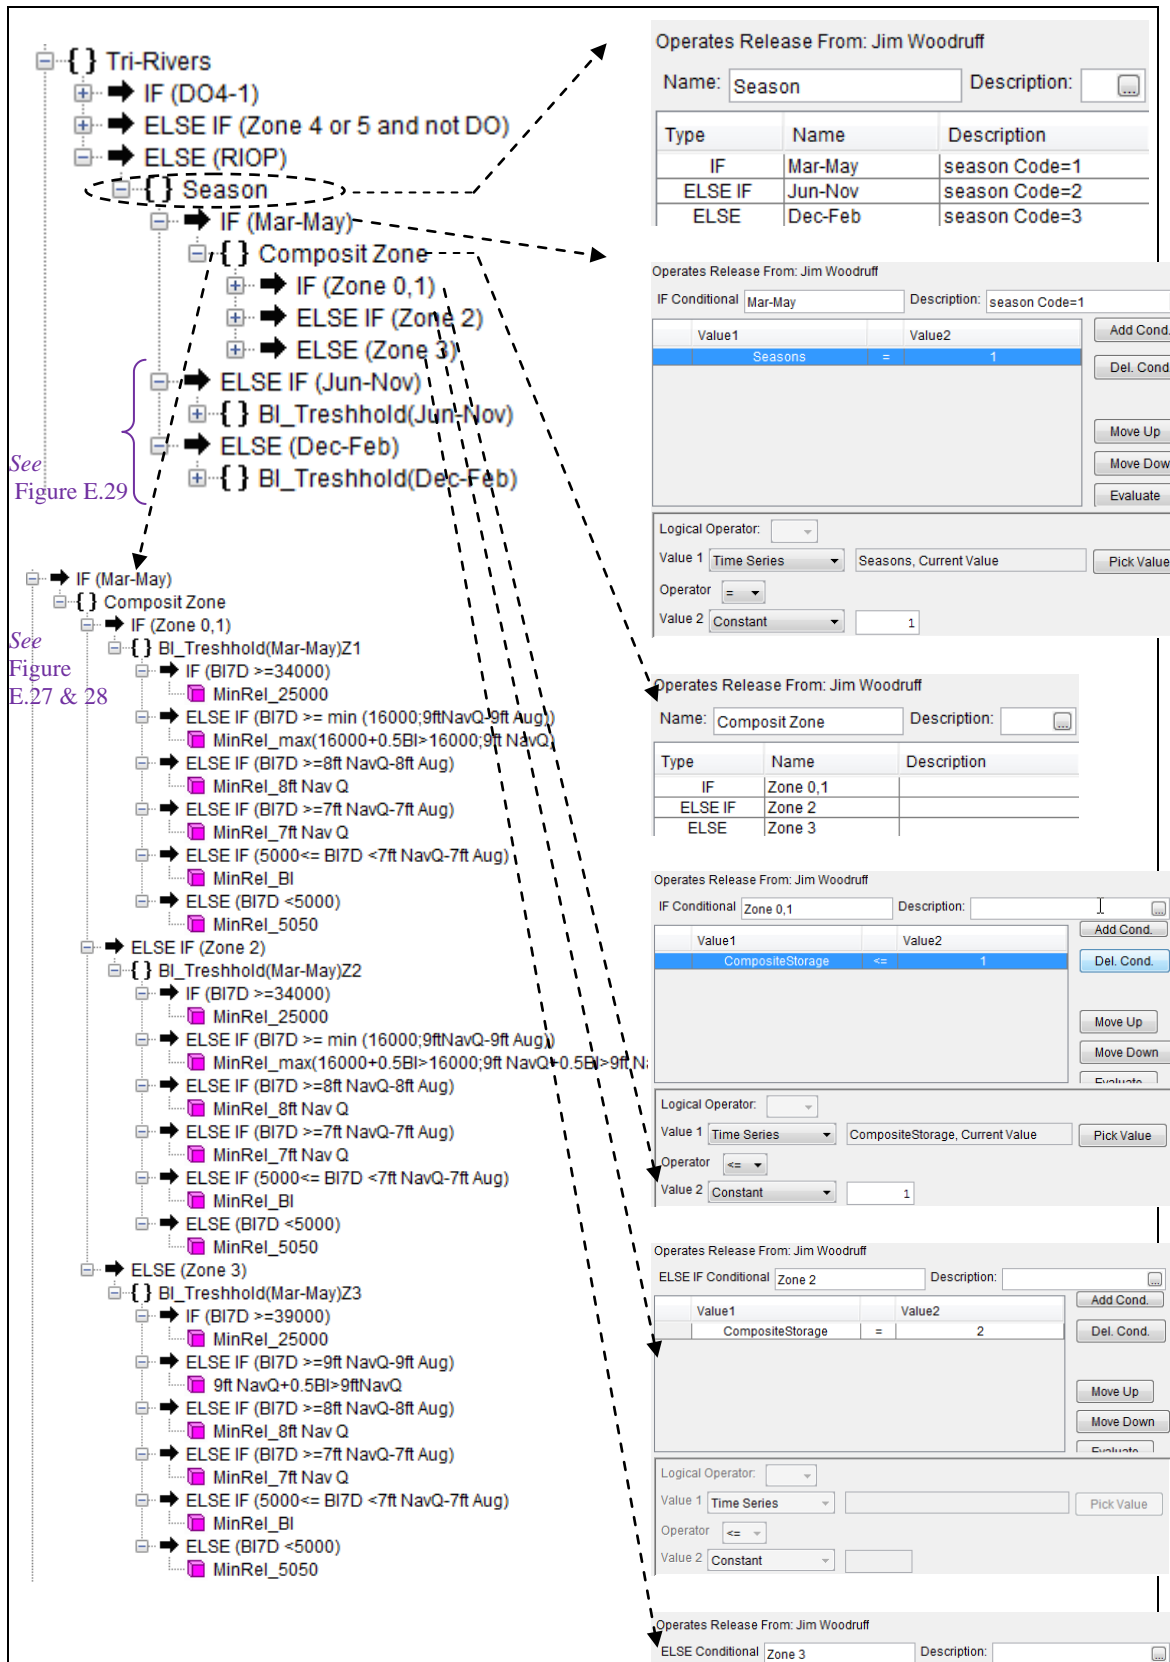 Tri-Rivers
IF (DO4-1)
ELSE IF (Zone 4 or 5 and not DO)
ELSE (RIOP)
Season
IF (Mar-May)
Composit Zone
IF (Zone 0,1)
ELSE IF (Zone 2)
ELSE (Zone 3)
ELSE IF (Jun-Nov)
BI_Treshhold(Jun-Nov)
ELSE (Dec-Feb)
BI_Treshhold(Dec-Feb)
See
Figure E.29
IF (Mar-May)
Composit Zone
IF (Zone 0,1)
BI_Treshhold(Mar-May)Z1
IF (BI7D >=34000)
MinRel_25000
ELSE IF (BI7D >= min (16000;9ftNavQ-9ft Aug))
MinRel_max(16000+0.5BI>16000;9ft NavQ)
ELSE IF (BI7D >=8ft NavQ-8ft Aug)
MinRel_8ft Nav Q
ELSE IF (BI7D >=7ft NavQ-7ft Aug)
MinRel_7ft Nav Q
ELSE IF (5000<= BI7D <7ft NavQ-7ft Aug)
MinRel_BI
ELSE (BI7D <5000)
MinRel_5050
See
Figure
E.27 & 28
ELSE IF (Zone 2)
BI_Treshhold(Mar-May)Z2
IF (BI7D >=34000)
MinRel_25000
ELSE IF (BI7D >= min (16000;9ftNavQ-9ft Aug))
MinRel_max(16000+0.5BI>16000;9ft NavQ+0.5BI>9ft N
ELSE IF (BI7D >=8ft NavQ-8ft Aug)
MinRel_8ft Nav Q
ELSE IF (BI7D >=7ft NavQ-7ft Aug)
MinRel_7ft Nav Q
ELSE IF (5000<= BI7D <7ft NavQ-7ft Aug)
MinRel_BI
ELSE (BI7D <5000)
MinRel_5050
ELSE (Zone 3)
BI_Treshhold(Mar-May)Z3
IF (BI7D >=39000)
MinRel_25000
ELSE IF (BI7D >=9ft NavQ-9ft Aug)
9ft NavQ+0.5BI>9ftNavQ
ELSE IF (BI7D >=8ft NavQ-8ft Aug)
MinRel_8ft Nav Q
ELSE IF (BI7D >=7ft NavQ-7ft Aug)
MinRel_7ft Nav Q
ELSE IF (5000<= BI7D <7ft NavQ-7ft Aug)
MinRel_BI
ELSE (BI7D <5000)
MinRel_5050
Operates Release From: Jim Woodruff
Name: Season Description: ...
Type Name Description
IF Mar-May season Code=1
ELSE IF Jun-Nov season Code=2
ELSE Dec-Feb season Code=3
Operates Release From: Jim Woodruff
IF Conditional Mar-May Description: season Code=1
Value1 Value2 Add Cond.
Seasons = 1 Del. Cond
Move Up
Move Dow
Evaluate
Logical Operator:
Value 1 Time Series Seasons, Current Value Pick Value
Operator =
Value 2 Constant 1
Operates Release From: Jim Woodruff
Name: Composit Zone Description: ...
Type Name Description
IF Zone 0,1
ELSE IF Zone 2
ELSE Zone 3
Operates Release From: Jim Woodruff
IF Conditional Zone 0,1 Description: ...
Value1 Value2 Add Cond.
CompositeStorage <= 1 Del. Cond.
Move Up
Move Down
Evaluate
Logical Operator:
Value 1 Time Series CompositeStorage, Current Value Pick Value
Operator <=
Value 2 Constant 1
Operates Release From: Jim Woodruff
ELSE IF Conditional Zone 2 Description: ...
Value1 Value2 Add Cond.
CompositeStorage = 2 Del. Cond.
Move Up
Move Down
Evaluate
Logical Operator:
Value 1 Time Series Pick Value
Operator <=
Value 2 Constant
Operates Release From: Jim Woodruff
ELSE Conditional Zone 3 Description: ...